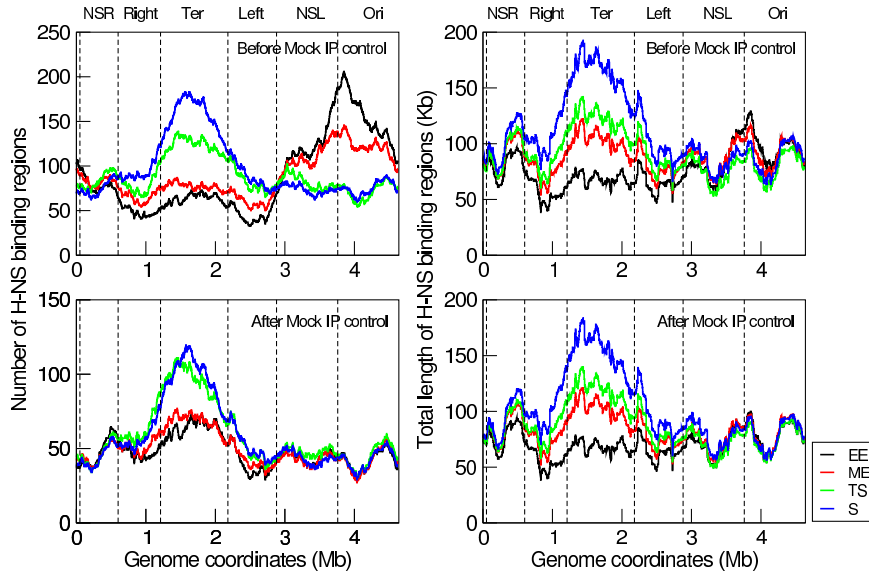 NSR Right Ter Left NSL Ori
NSR Right Ter Left NSL Ori
Before Mock IP control
250
200
150
100
50
0
0 1 2 3 4
Before Mock IP control
200
150
100
50
0
0 1 2 3 4
After Mock IP control
150
100
50
0
0 1 2 3 4
After Mock IP control
200
150
100
50
0
0 1 2 3 4
Number of H-NS binding regions
Total length of H-NS binding regions (Kb)
Genome coordinates (Mb)
Genome coordinates (Mb)
EE
ME
TS
S